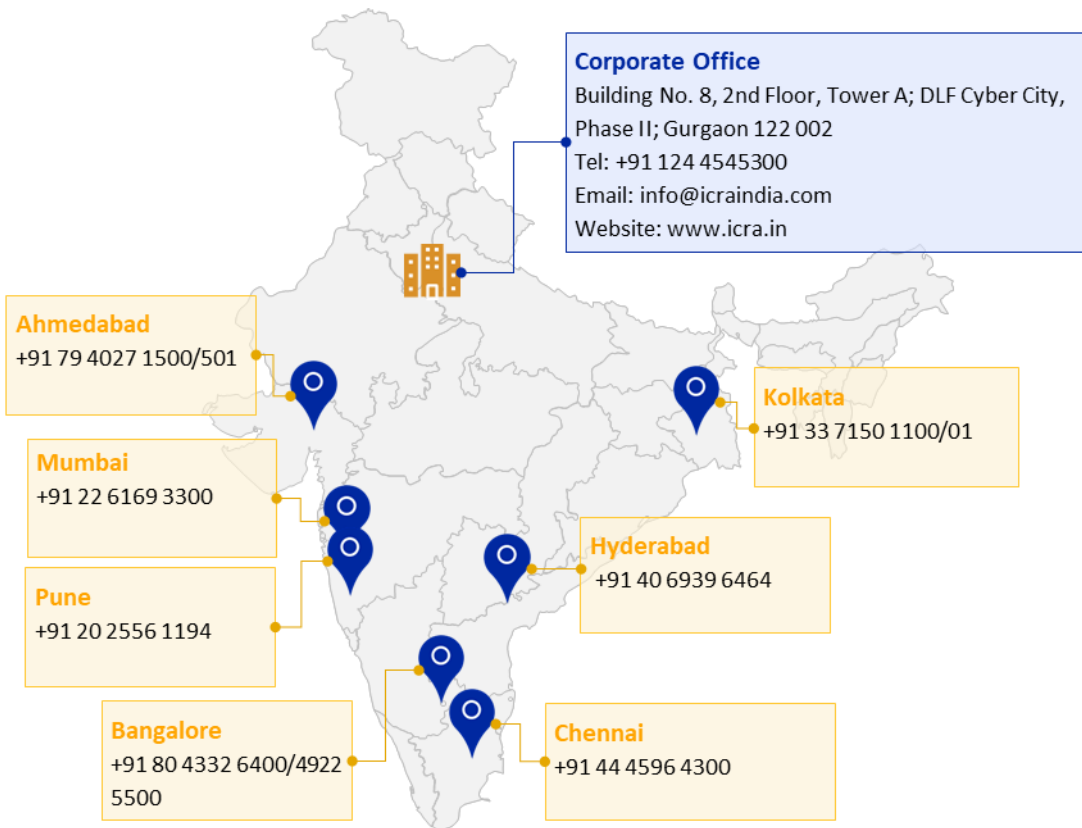 Corporate Office
Building No. 8, 2nd Floor, Tower A; DLF Cyber City,
Phase II; Gurgaon 122 002
Tel: +91 124 4545300
Email: info@icraindia.com
Website: www.icra.in
Ahmedabad
+91 79 4027 1500/501
Kolkata
+91 33 7150 1100/01
Mumbai
+91 22 6169 3300
Hyderabad
+91 40 6939 6464
Pune
+91 20 2556 1194
Bangalore
+91 80 4332 6400/4922
5500
Chennai
+91 44 4596 4300